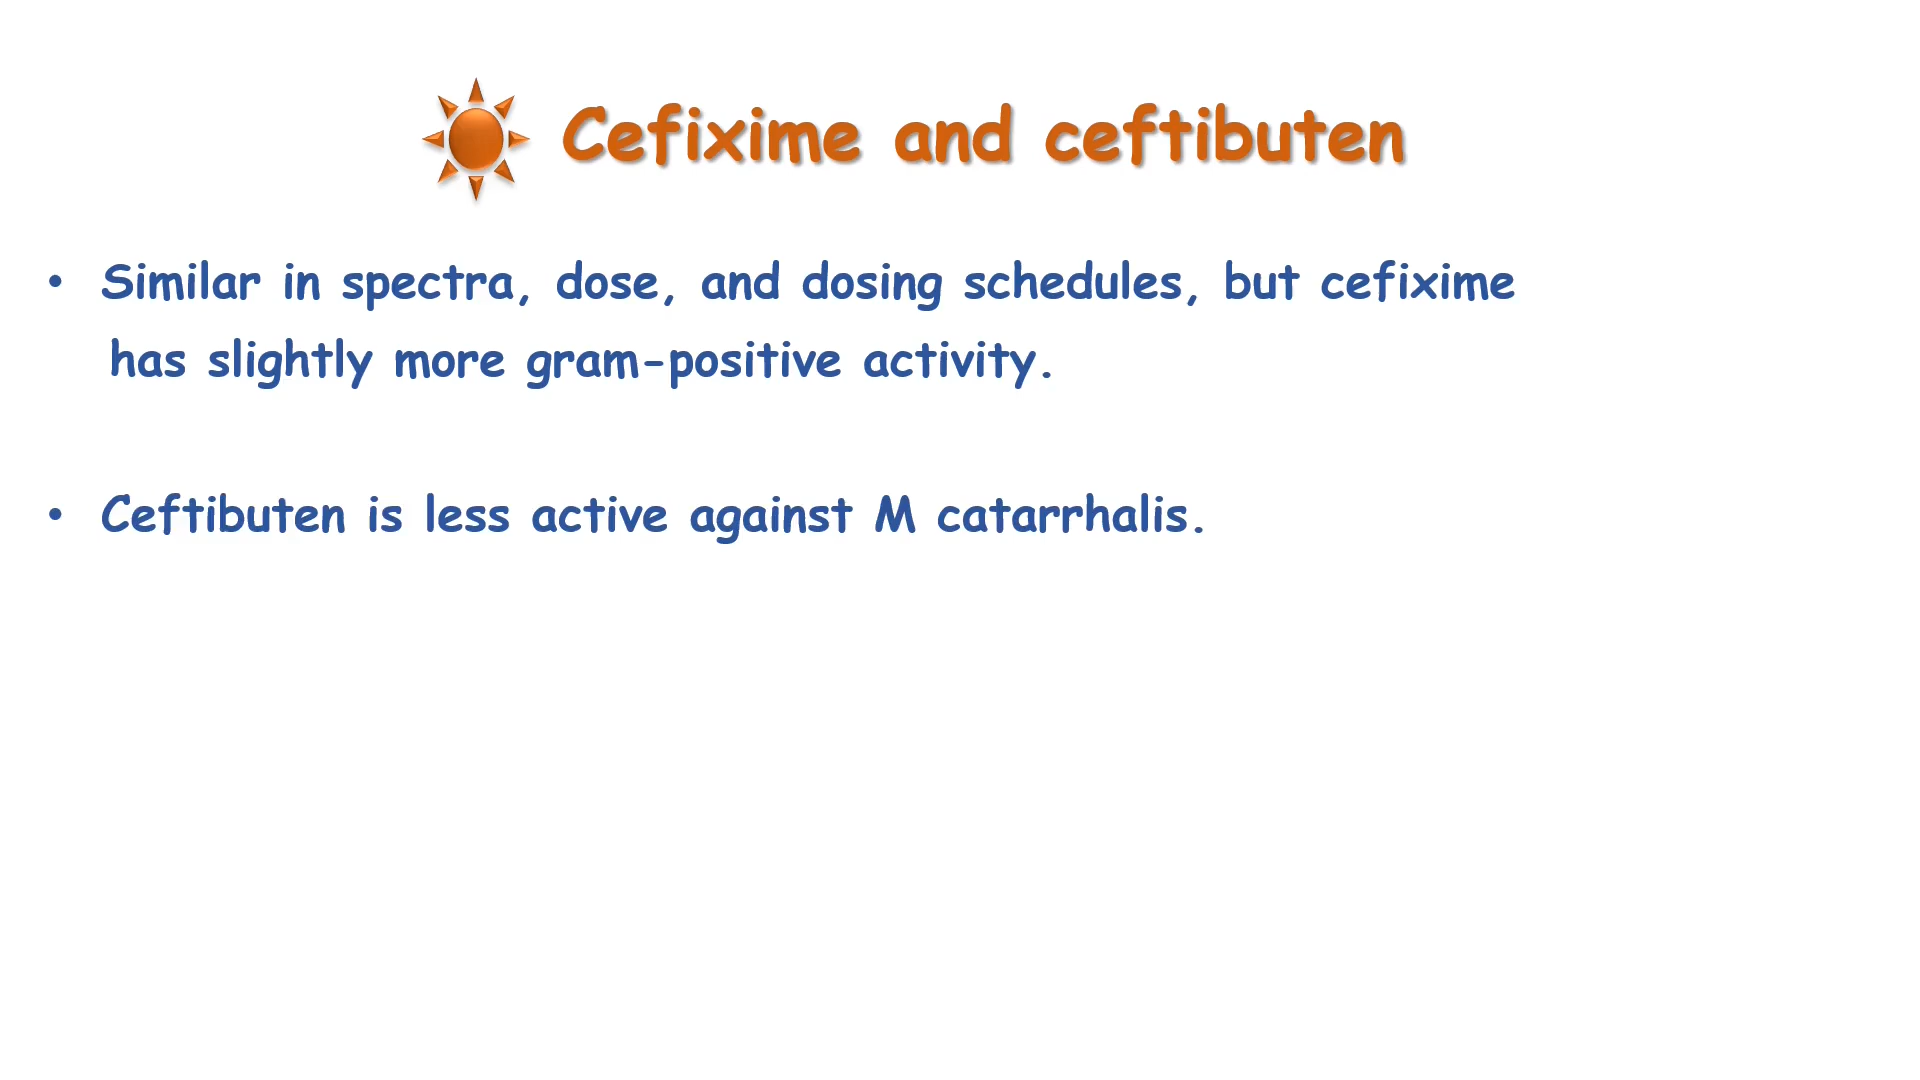 Cefixime and ceftibuten
• Similar in spectra, dose, and dosing schedules, but cefixime
has slightly more gram-positive activity.
• Ceftibuten is less active against M catarrhalis.